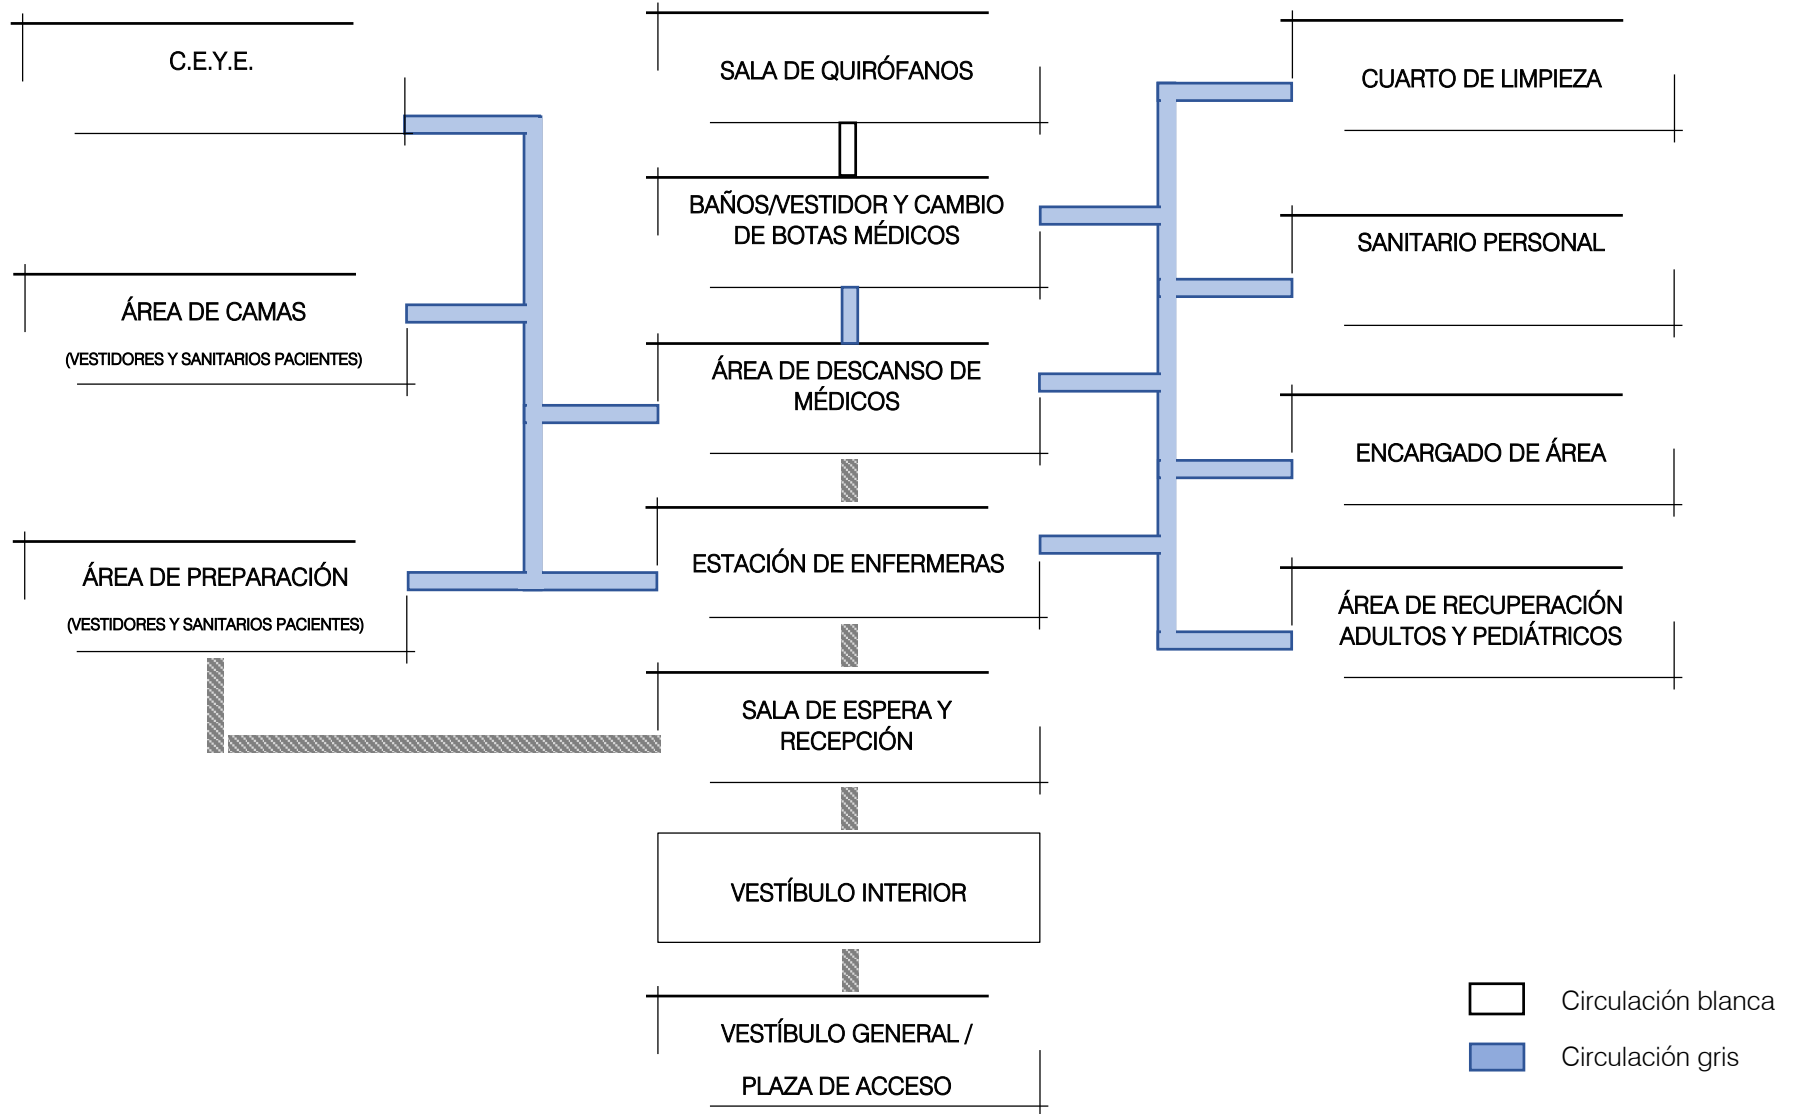 C.E.Y.E.
SALA DE QUIRÓFANOS
CUARTO DE LIMPIEZA
BAÑOS/VESTIDOR Y CAMBIO
DE BOTAS MÉDICOS
SANITARIO PERSONAL
ÁREA DE CAMAS
(VESTIDORES Y SANITARIOS PACIENTES)
ÁREA DE DESCANSO DE
MÉDICOS
ENCARGADO DE ÁREA
ÁREA DE PREPARACIÓN
(VESTIDORES Y SANITARIOS PACIENTES)
ESTACIÓN DE ENFERMERAS
ÁREA DE RECUPERACIÓN
ADULTOS Y PEDIÁTRICOS
SALA DE ESPERA Y
RECEPCIÓN
VESTÍBULO INTERIOR
VESTÍBULO GENERAL /
PLAZA DE ACCESO
Circulación blanca
Circulación gris